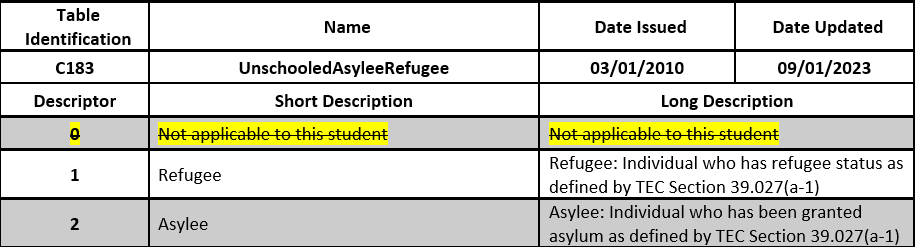 Table Identification Name Date Issued Date Updated
C183 UnschooledAsyleeRefugee 03/01/2010 09/01/2023
Descriptor Short Description Long Description
0 Not applicable to this student Not applicable to this student
1 Refugee Refugee: Individual who has refugee status as
defined by TEC Section 39.027(a-1)
2 Asylee Asylee: Individual who has been granted
asylum as defined by TEC Section 39.027(a-1)